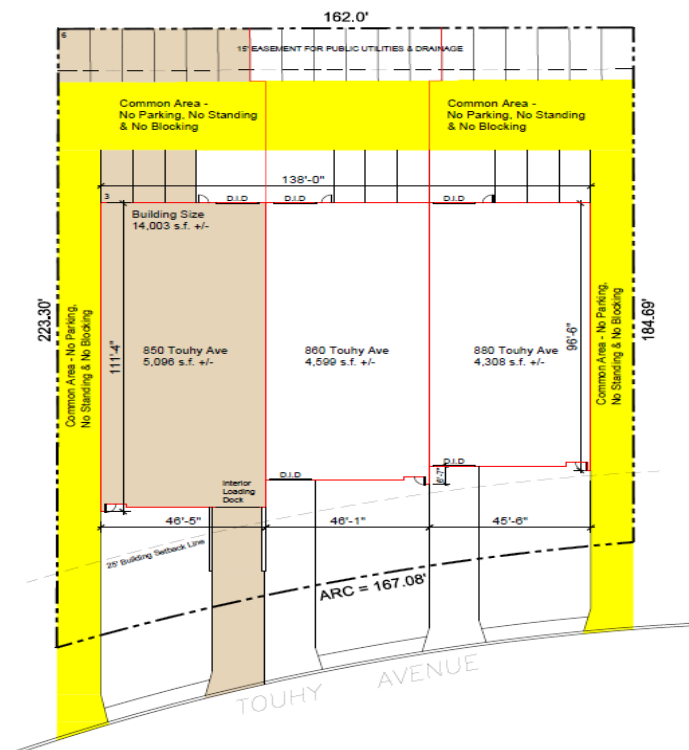 162.0'
6
15' EASEMENT FOR PUBLIC UTILITIES & DRAINAGE
Common Area -
No Parking, No Standing
& No Blocking
Common Area -
No Parking, No Standing
& No Blocking
138'-0"
3
D.I.D
D.I.D
D.I.D
Building Size
14,003 s.f. +/-
223.30'
Common Area - No Parking,
No Standing & No Blocking
111'-4"
850 Touhy Ave
5,096 s.f. +/-
860 Touhy Ave
4,599 s.f. +/-
880 Touhy Ave
4,308 s.f. +/-
96'-6"
Common Area - No Parking,
No Standing & No Blocking
184.69'
D.I.D
D.I.D
6'-7"
Interior
Loading
Dock
46'-5"
46'-1"
45'-6"
25' Building Setback Line
ARC = 167.08'
TOUHY AVENUE